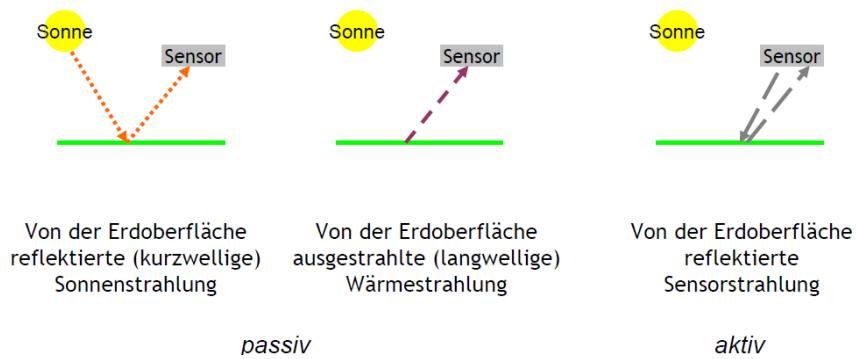 Sonne
Sensor
Sonne
Sensor
Sonne
Sensor
Von der Erdoberfläche
reflektierte (kurzwellige)
Sonnenstrahlung
Von der Erdoberfläche
ausgestrahlte (langwellige)
Wärmestrahlung
Von der Erdoberfläche
reflektierte
Sensorstrahlung
passiv
aktiv